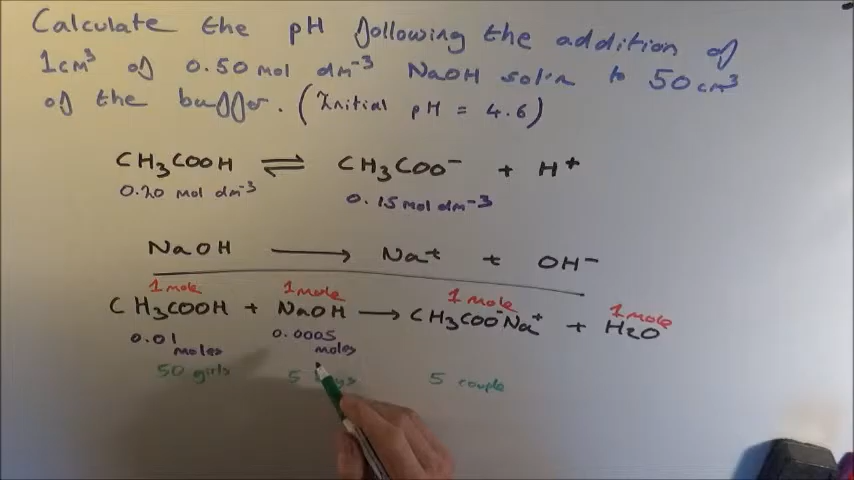 Calculate the pH following the addition of
1cm³ of 0.50 mol dm⁻³ NaOH sol'n to 50cm³
of the buffer. (Initial pH = 4.6)
CH₃COOH ⇌ CH₃COO⁻ + H⁺
0.20 mol dm⁻³ 0.15 mol dm⁻³
NaOH → Na⁺ + OH⁻
1 mole 1 mole 1 mole 1 mole
CH₃COOH + NaOH → CH₃COO⁻Na⁺ + H₂O
0.01 0.0005
moles moles
50 girls 5 5 couple